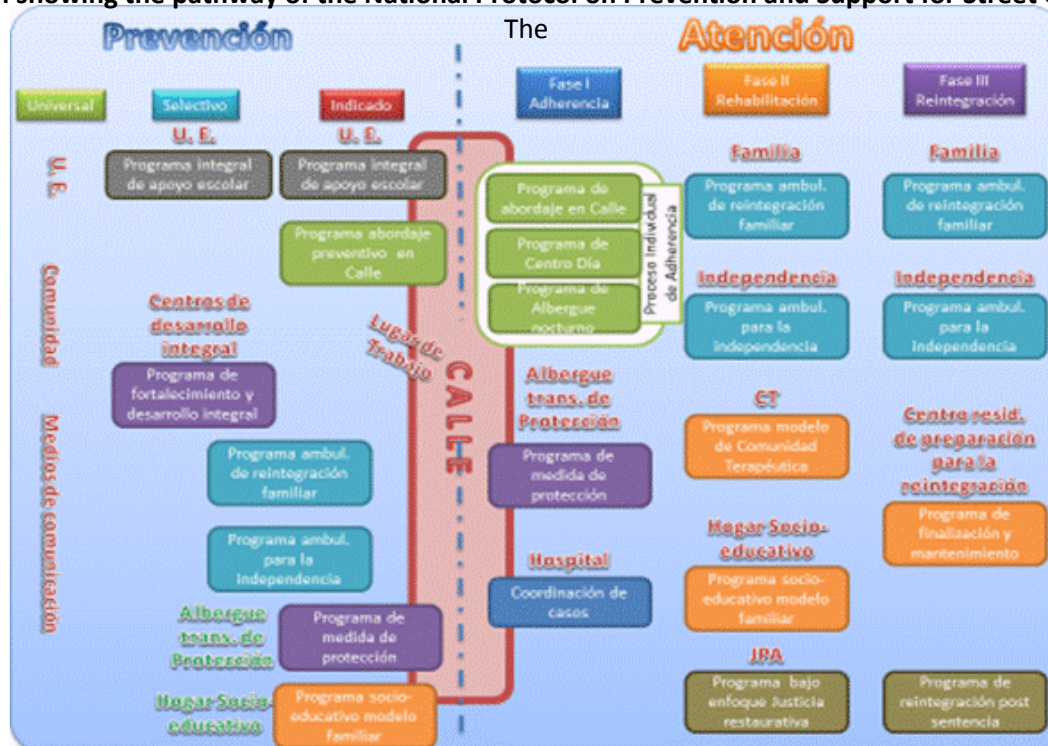 showing the pathway of the National Protocol on Prevention and Support for Street
The
Prevención
Atención
Universal
Selectivo
Indicado
Fase I
Adherencia
Fase II
Rehabilitación
Fase III
Reintegración
U. E.
Comunidad
Medios de comunicación
U. E.
Programa integral
de apoyo escolar
Centros de
desarrollo
integral
Programa de
fortalecimiento y
desarrollo integral
Programa ambul.
de reintegración
familiar
Programa ambul.
para la
independencia
U. E.
Programa integral
de apoyo escolar
Programa abordaje
preventivo en
Calle
Albergue
trans. de
Protección
Programa de
medida de
protección
Hogar Socio-
educativo
Programa socio-
educativo modelo
familiar
Lugas de
Trabajo
CALLE
Programa de
abordaje en Calle
Programa de
Centro Día
Programa de
Albergue
nocturno
Proceso Individual
de Adherencia
Albergue
trans. de
Protección
Programa de
medida de
protección
Hospital
Coordinación de
casos
Familia
Programa ambul.
de reintegración
familiar
Independencia
Programa ambul.
para la
independencia
CT
Programa modelo
de Comunidad
Terapéutica
Hogar Socio-
educativo
Programa socio-
educativo modelo
familiar
JPA
Programa bajo
enfoque Justicia
restaurativa
Familia
Programa ambul.
de reintegración
familiar
Independencia
Programa ambul.
para la
independencia
Centro resid.
de preparación
para la
reintegración
Programa de
finalización y
mantenimiento
Programa de
reintegración post
sentencia